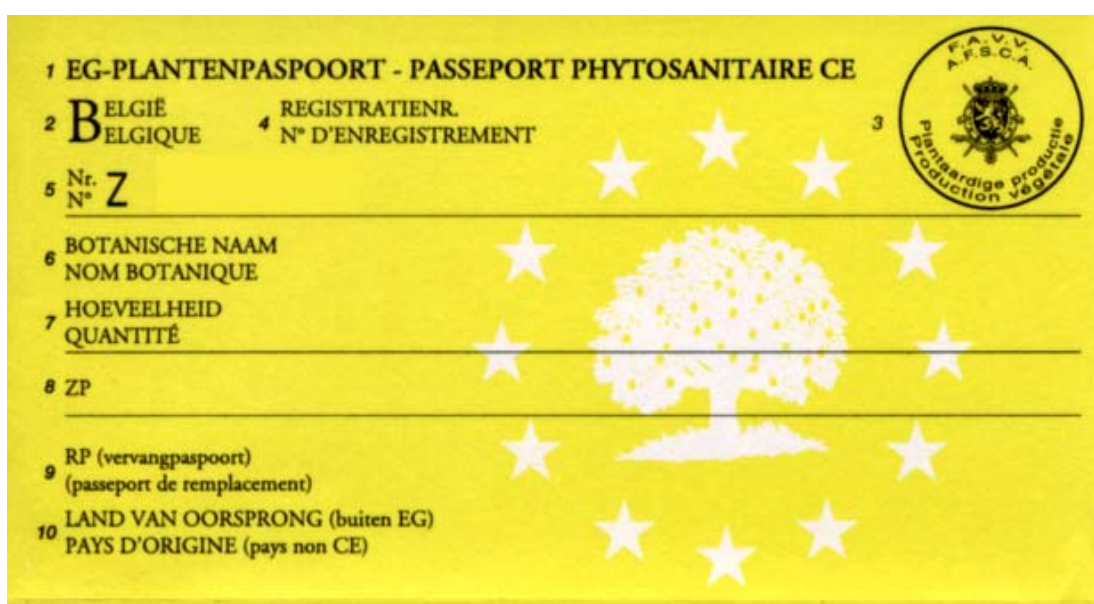 1 EG-PLANTENPASPOORT - PASSEPORT PHYTOSANITAIRE CE
2 BELGIË
BELGIQUE
4 REGISTRATIENR.
N° D'ENREGISTREMENT
3
F.A.V.V.
A.F.S.C.A.
Plantaardige productie
Production végétale
5 Nr.
N° Z
6 BOTANISCHE NAAM
NOM BOTANIQUE
7 HOEVEELHEID
QUANTITÉ
8 ZP
9 RP (vervangpaspoort)
(passeport de remplacement)
10 LAND VAN OORSPRONG (buiten EG)
PAYS D'ORIGINE (pays non CE)